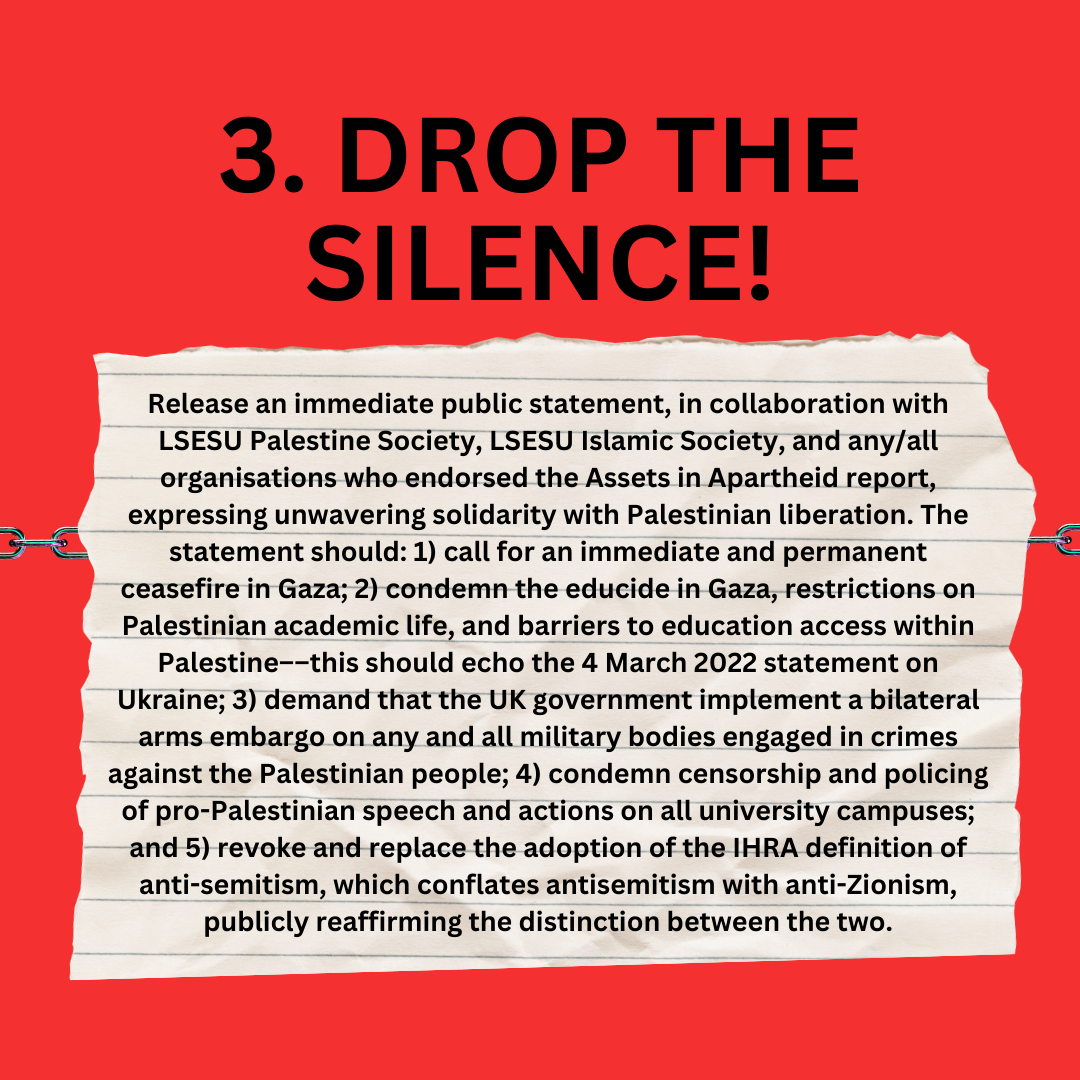 3. DROP THE
SILENCE!
Release an immediate public statement, in collaboration with
LSESU Palestine Society, LSESU Islamic Society, and any/all
organisations who endorsed the Assets in Apartheid report,
expressing unwavering solidarity with Palestinian liberation. The
statement should: 1) call for an immediate and permanent
ceasefire in Gaza; 2) condemn the educide in Gaza, restrictions on
Palestinian academic life, and barriers to education access within
Palestine––this should echo the 4 March 2022 statement on
Ukraine; 3) demand that the UK government implement a bilateral
arms embargo on any and all military bodies engaged in crimes
against the Palestinian people; 4) condemn censorship and policing
of pro-Palestinian speech and actions on all university campuses;
and 5) revoke and replace the adoption of the IHRA definition of
anti-semitism, which conflates antisemitism with anti-Zionism,
publicly reaffirming the distinction between the two.